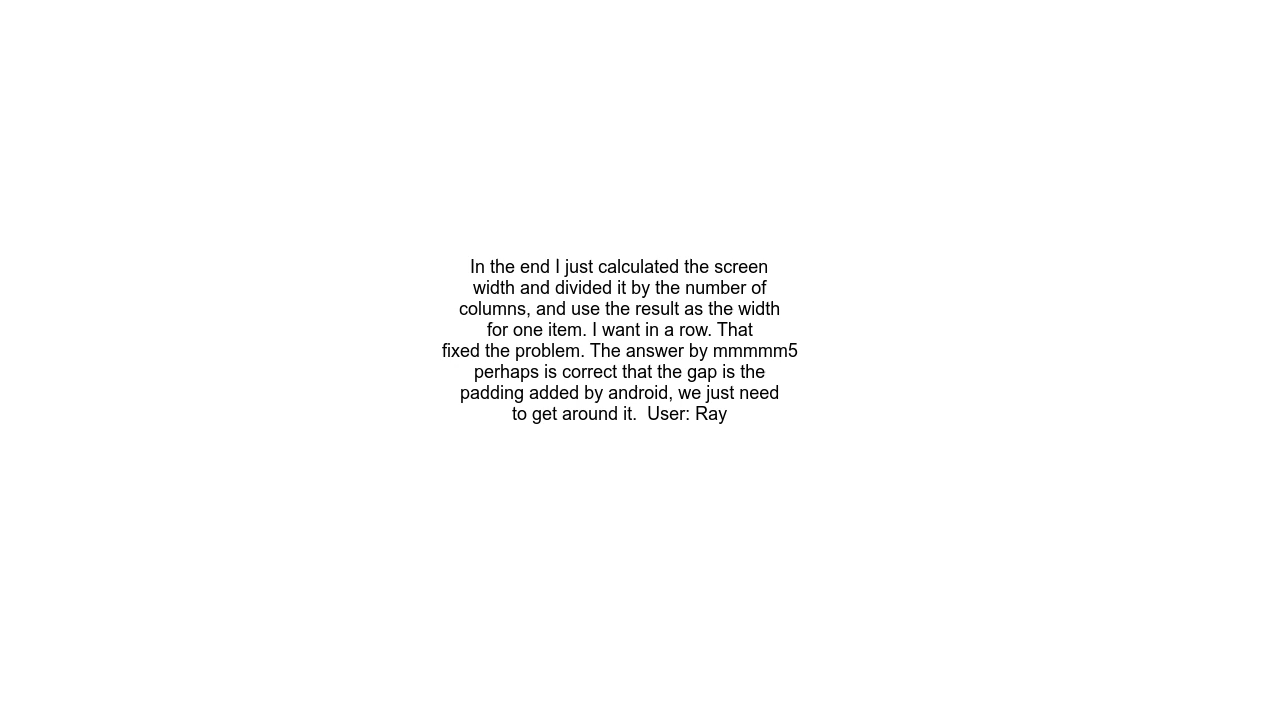 In the end I just calculated the screen
width and divided it by the number of
columns, and use the result as the width
for one item. I want in a row. That
fixed the problem. The answer by mmmmm5
perhaps is correct that the gap is the
padding added by android, we just need
to get around it.  User: Ray